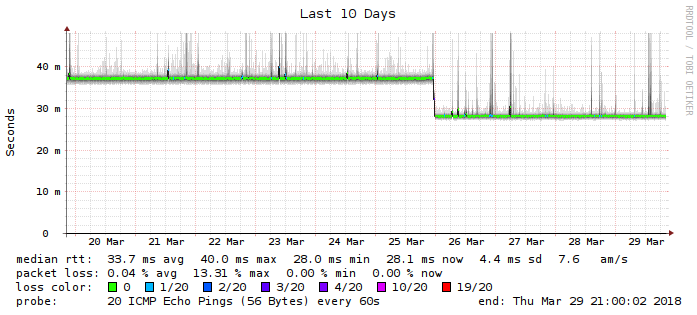 Last 10 Days
RRDTOOL / TOBI OETIKER
Seconds
40 m
30 m
20 m
10 m
0
20 Mar 21 Mar 22 Mar 23 Mar 24 Mar 25 Mar 26 Mar 27 Mar 28 Mar 29 Mar
median rtt: 33.7 ms avg 40.0 ms max 28.0 ms min 28.1 ms now 4.4 ms sd 7.6 am/s
packet loss: 0.04 % avg 13.31 % max 0.00 % min 0.00 % now
loss color: 0 1/20 2/20 3/20 4/20 10/20 19/20
probe: 20 ICMP Echo Pings (56 Bytes) every 60s end: Thu Mar 29 21:00:02 2018